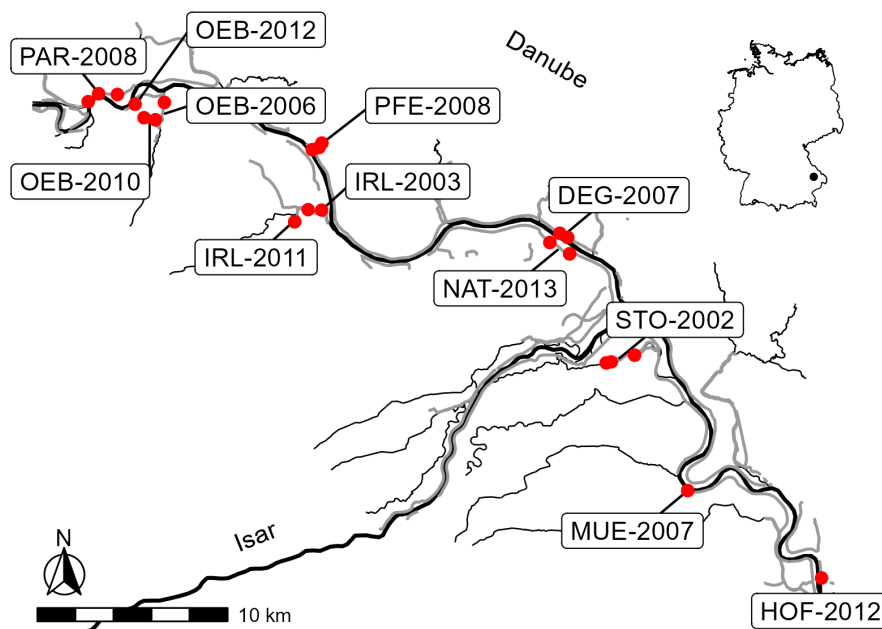 OEB-2012
Danube
PAR-2008
OEB-2006
PFE-2008
OEB-2010
IRL-2003
DEG-2007
IRL-2011
NAT-2013
STO-2002
MUE-2007
Isar
N
10 km
HOF-2012